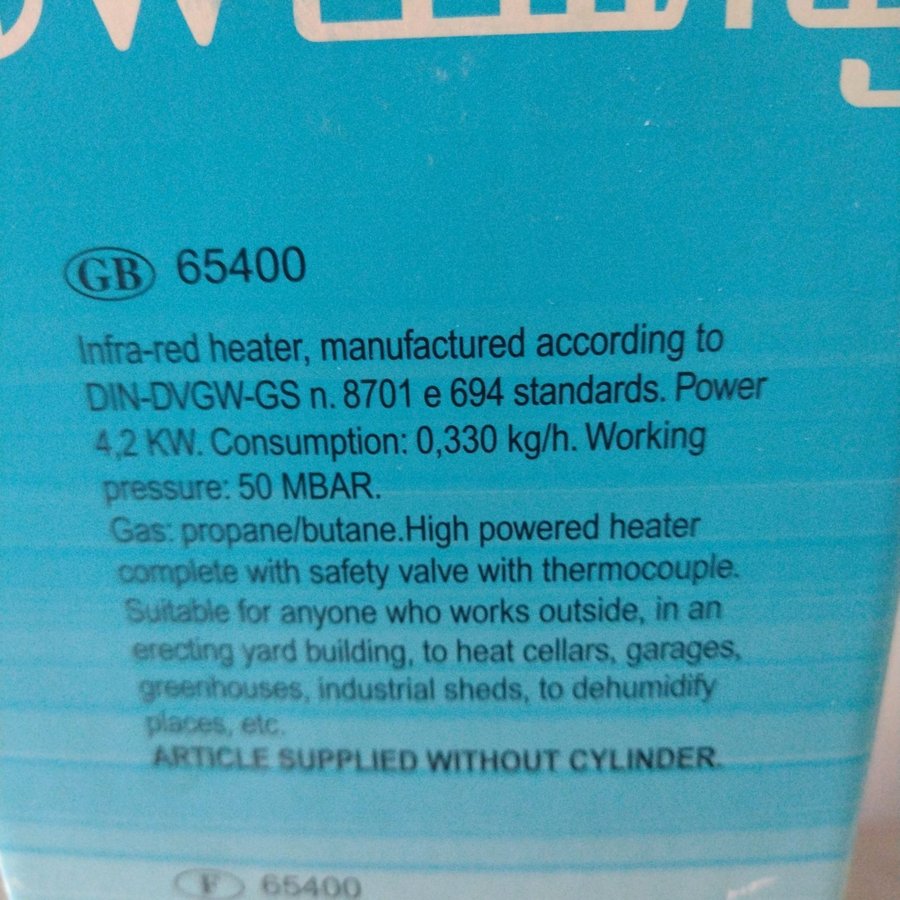 GB 65400
Infra-red heater, manufactured according to
DIN-DVGW-GS n. 8701 e 694 standards. Power
4,2 KW. Consumption: 0,330 kg/h. Working
pressure: 50 MBAR.
Gas: propane/butane.High powered heater
complete with safety valve with thermocouple.
Suitable for anyone who works outside, in an
erecting yard building, to heat cellars, garages,
greenhouses, industrial sheds, to dehumidify
places, etc.
ARTICLE SUPPLIED WITHOUT CYLINDER.
F 65400